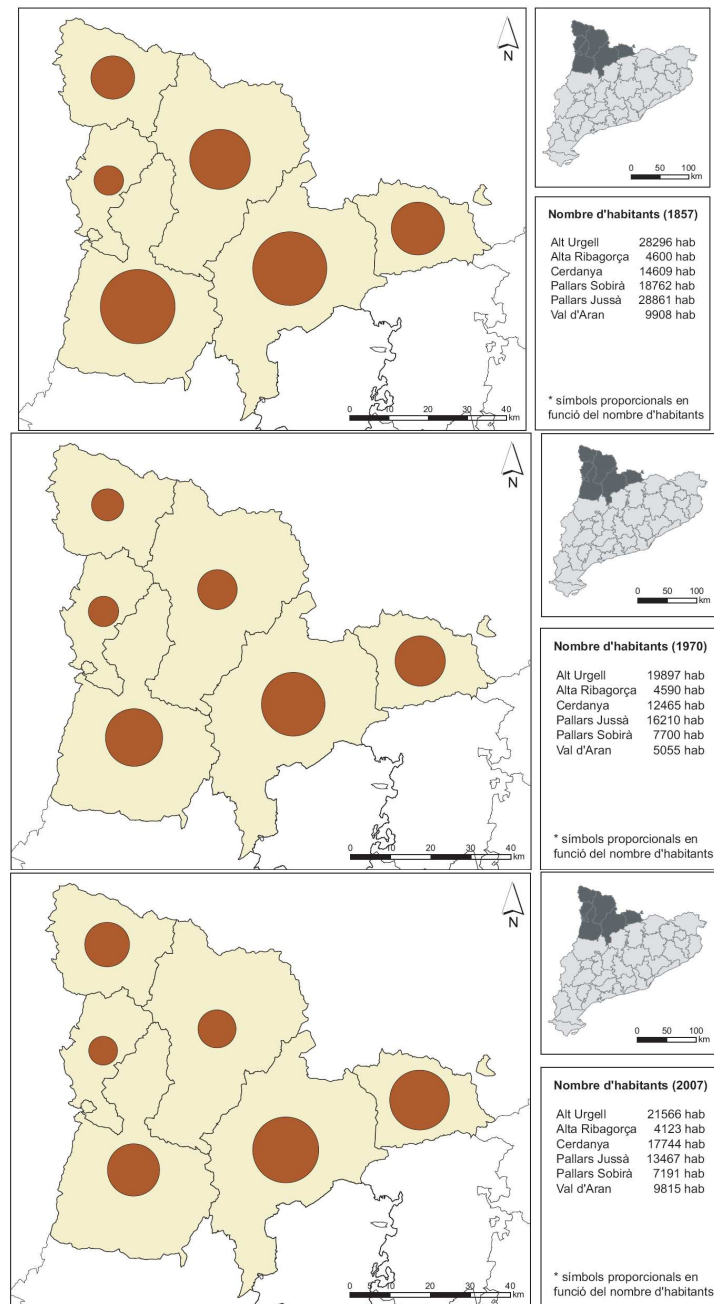 N
0 50 100
km
Nombre d'habitants (1857)
Alt Urgell 28296 hab
Alta Ribagorça 4600 hab
Cerdanya 14609 hab
Pallars Sobirà 18762 hab
Pallars Jussà 28861 hab
Val d'Aran 9908 hab
* símbols proporcionals en
funció del nombre d'habitants
0 10 20 30 40
km
N
0 50 100
km
Nombre d'habitants (1970)
Alt Urgell 19897 hab
Alta Ribagorça 4590 hab
Cerdanya 12465 hab
Pallars Jussà 16210 hab
Pallars Sobirà 7700 hab
Val d'Aran 5055 hab
* símbols proporcionals en
funció del nombre d'habitants
0 10 20 30 40
km
N
0 50 100
km
Nombre d'habitants (2007)
Alt Urgell 21566 hab
Alta Ribagorça 4123 hab
Cerdanya 17744 hab
Pallars Jussà 13467 hab
Pallars Sobirà 7191 hab
Val d'Aran 9815 hab
* símbols proporcionals en
funció del nombre d'habitants
0 5 10 20 30 40
km